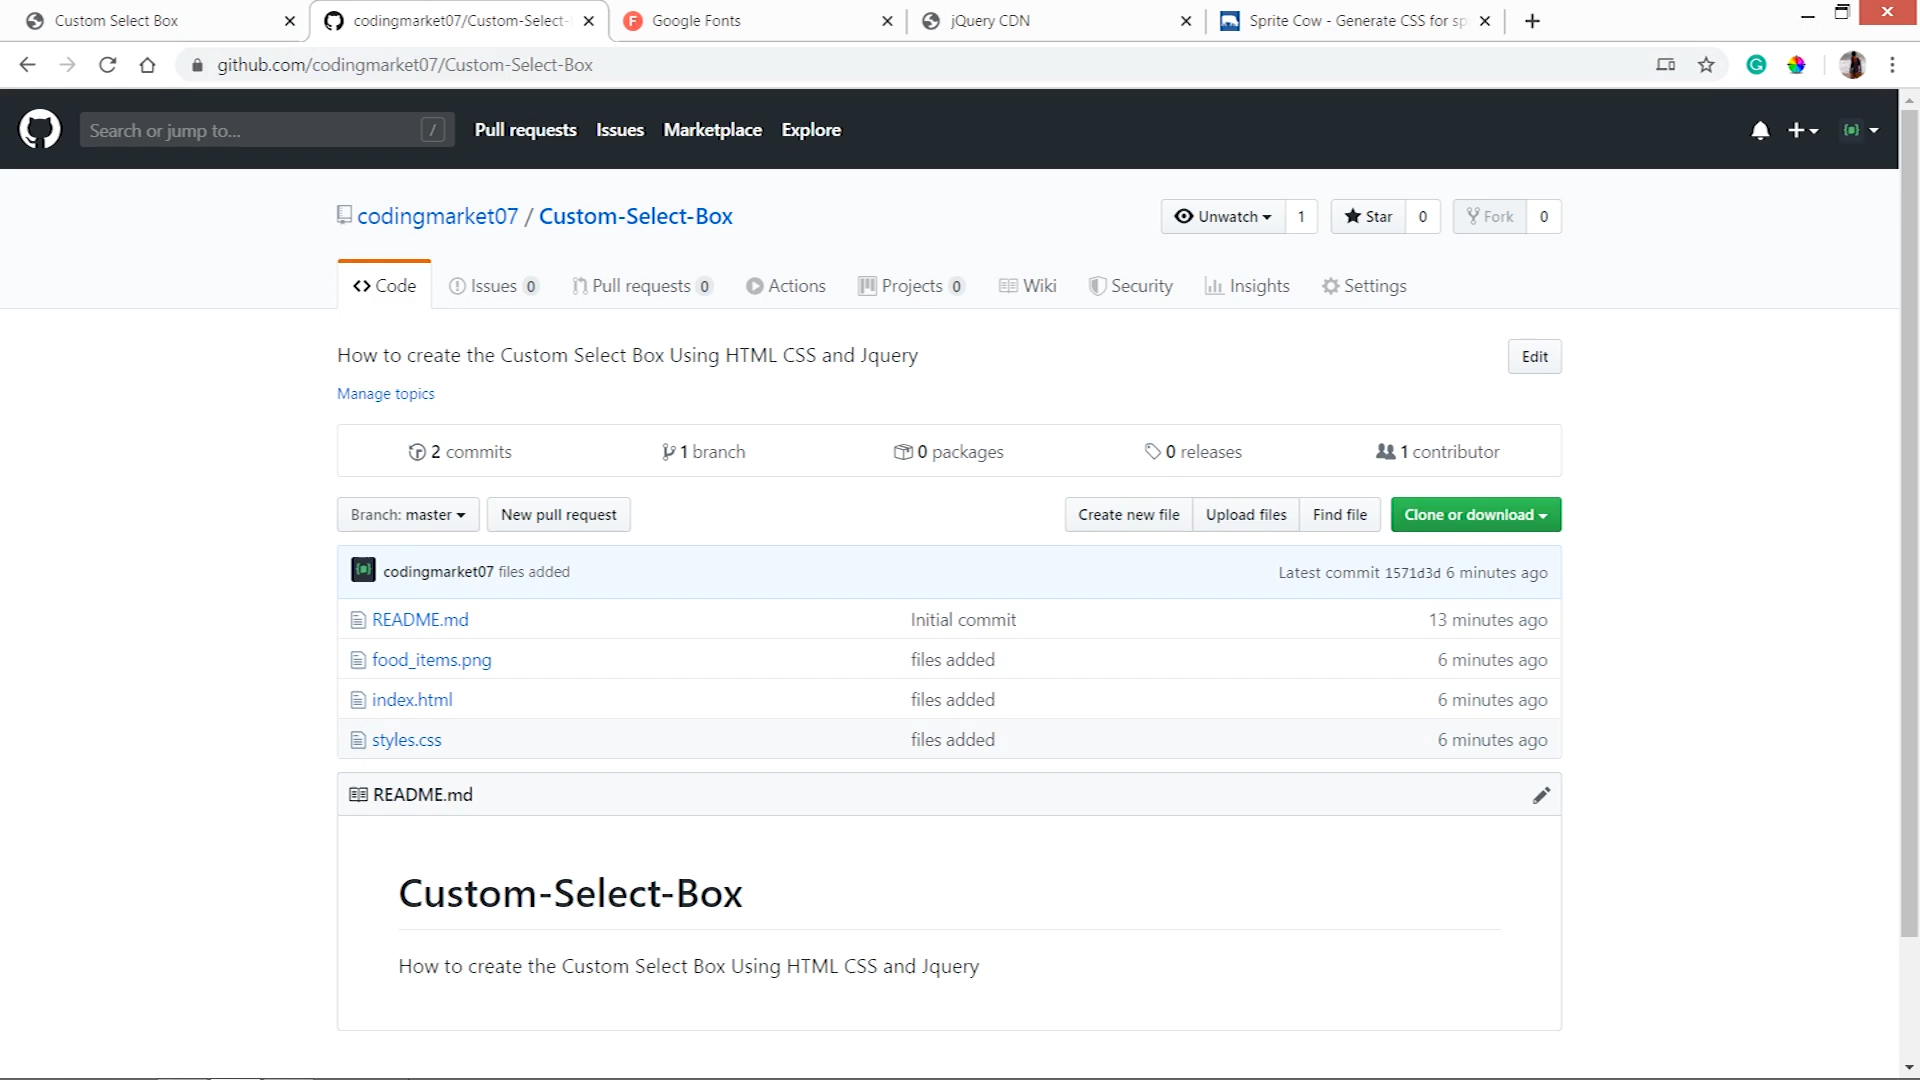 Custom Select Box
codingmarket07/Custom-Select-
Google Fonts
jQuery CDN
Sprite Cow - Generate CSS for sp
github.com/codingmarket07/Custom-Select-Box
Search or jump to...
/
Pull requests
Issues
Marketplace
Explore
codingmarket07 / Custom-Select-Box
Unwatch 1
Star 0
Fork 0
Code
Issues 0
Pull requests 0
Actions
Projects 0
Wiki
Security
Insights
Settings
How to create the Custom Select Box Using HTML CSS and Jquery
Edit
Manage topics
2 commits
1 branch
0 packages
0 releases
1 contributor
Branch: master
New pull request
Create new file
Upload files
Find file
Clone or download
codingmarket07 files added
Latest commit 1571d3d 6 minutes ago
README.md
Initial commit
13 minutes ago
food_items.png
files added
6 minutes ago
index.html
files added
6 minutes ago
styles.css
files added
6 minutes ago
README.md
Custom-Select-Box
How to create the Custom Select Box Using HTML CSS and Jquery